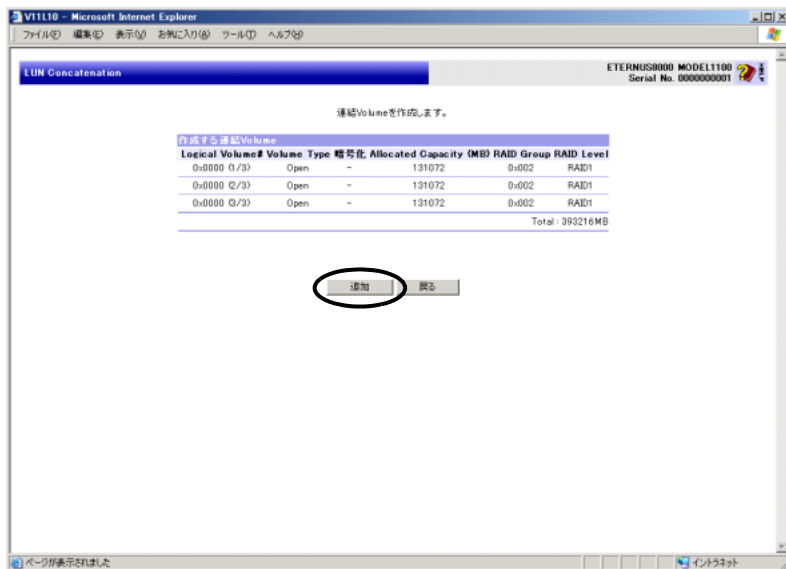 V11L10 - Microsoft Internet Explorer
ファイル(F) 編集(E) 表示(V) お気に入り(A) ツール(T) ヘルプ(H)
LUN Concatenation
ETERNUS8000 MODEL1100
Serial No. 0000000001
連結Volumeを作成します。
作成する連結Volume
Logical Volume# Volume Type 暗号化 Allocated Capacity (MB) RAID Group RAID Level
0x0000 (1/3) Open - 131072 0x002 RAID1
0x0000 (2/3) Open - 131072 0x002 RAID1
0x0000 (3/3) Open - 131072 0x002 RAID1
Total : 393216MB
追加 戻る
ページが表示されました イントラネット